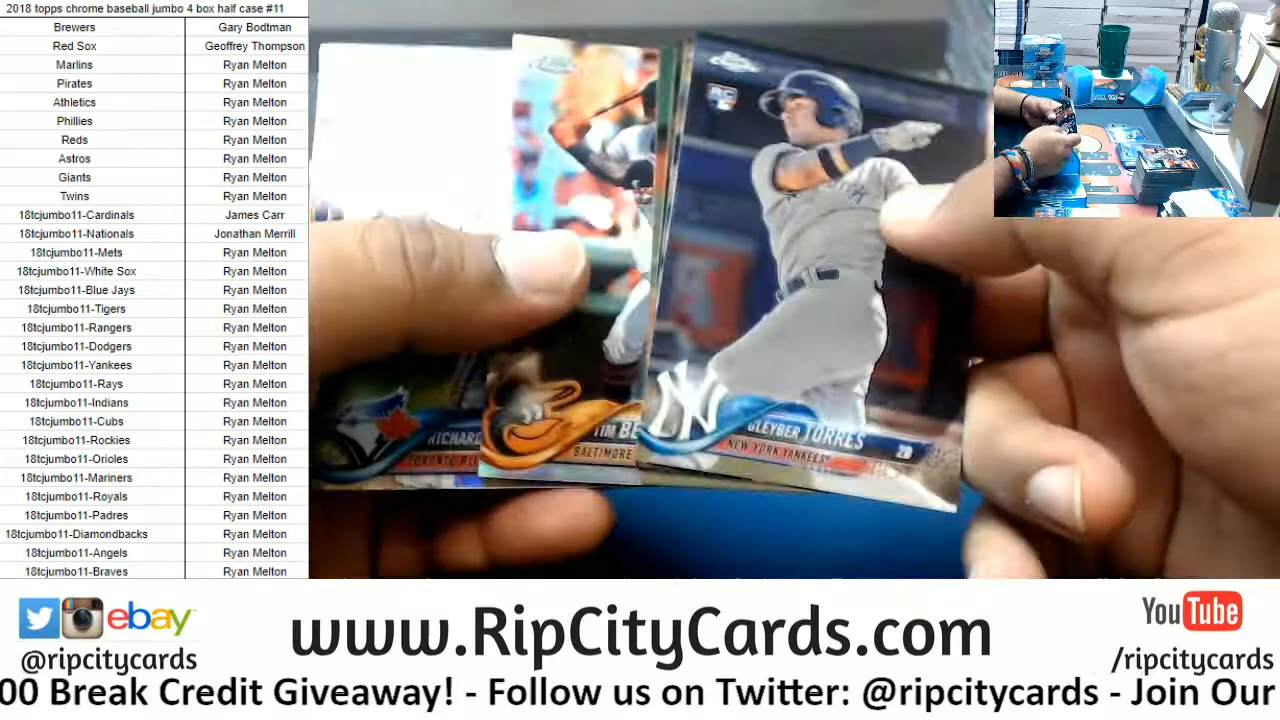 2018 topps chrome baseball jumbo 4 box half case #11
Brewers Gary Bodtman
Red Sox Geoffrey Thompson
Marlins Ryan Melton
Pirates Ryan Melton
Athletics Ryan Melton
Phillies Ryan Melton
Reds Ryan Melton
Astros Ryan Melton
Giants Ryan Melton
Twins Ryan Melton
18tcjumbo11-Cardinals James Carr
18tcjumbo11-Nationals Jonathan Merrill
18tcjumbo11-Mets Ryan Melton
18tcjumbo11-White Sox Ryan Melton
18tcjumbo11-Blue Jays Ryan Melton
18tcjumbo11-Tigers Ryan Melton
18tcjumbo11-Rangers Ryan Melton
18tcjumbo11-Dodgers Ryan Melton
18tcjumbo11-Yankees Ryan Melton
18tcjumbo11-Rays Ryan Melton
18tcjumbo11-Indians Ryan Melton
18tcjumbo11-Cubs Ryan Melton
18tcjumbo11-Rockies Ryan Melton
18tcjumbo11-Orioles Ryan Melton
18tcjumbo11-Mariners Ryan Melton
18tcjumbo11-Royals Ryan Melton
18tcjumbo11-Padres Ryan Melton
18tcjumbo11-Diamondbacks Ryan Melton
18tcjumbo11-Angels Ryan Melton
18tcjumbo11-Braves Ryan Melton
RC
RICHARD
TIM BE
BALTIMORE
NY
GLEYBER TORRES
NEW YORK YANKEES
2B
ebay
@ripcitycards
www.RipCityCards.com
YouTube
/ripcitycards
00 Break Credit Giveaway! - Follow us on Twitter: @ripcitycards - Join Our